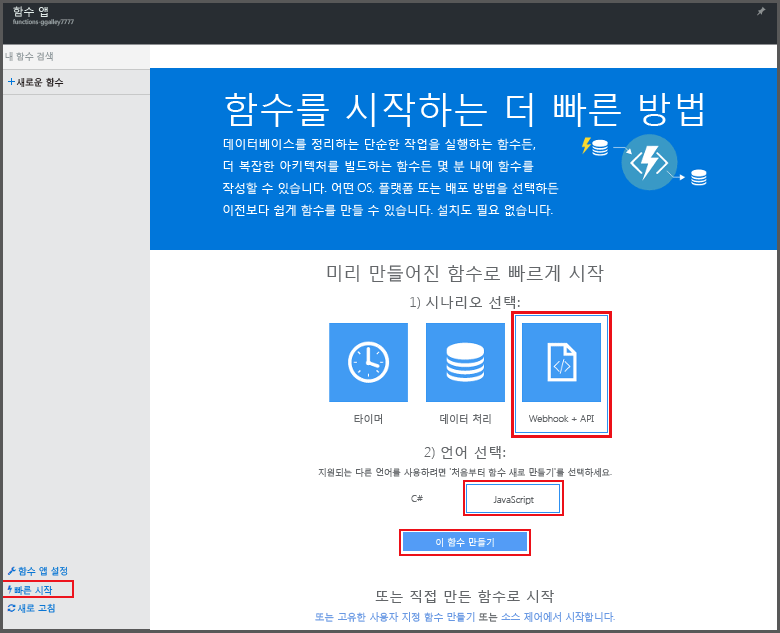 함수 앱
functions-ggailey7777
내 함수 검색
+새로운 함수
함수를 시작하는 더 빠른 방법
데이터베이스를 정리하는 단순한 작업을 실행하는 함수든,
더 복잡한 아키텍처를 빌드하는 함수든 몇 분 내에 함수를
작성할 수 있습니다. 어떤 OS, 플랫폼 또는 배포 방법을 선택하든
이전보다 쉽게 함수를 만들 수 있습니다. 설치도 필요 없습니다.
미리 만들어진 함수로 빠르게 시작
1) 시나리오 선택:
타이머
데이터 처리
Webhook + API
2) 언어 선택:
지원되는 다른 언어를 사용하려면 '처음부터 함수 새로 만들기'를 선택하세요.
C#
JavaScript
이 함수 만들기
또는 직접 만든 함수로 시작
또는 고유한 사용자 지정 함수 만들기 또는 소스 제어에서 시작합니다.
함수 앱 설정
빠른 시작
새로 고침